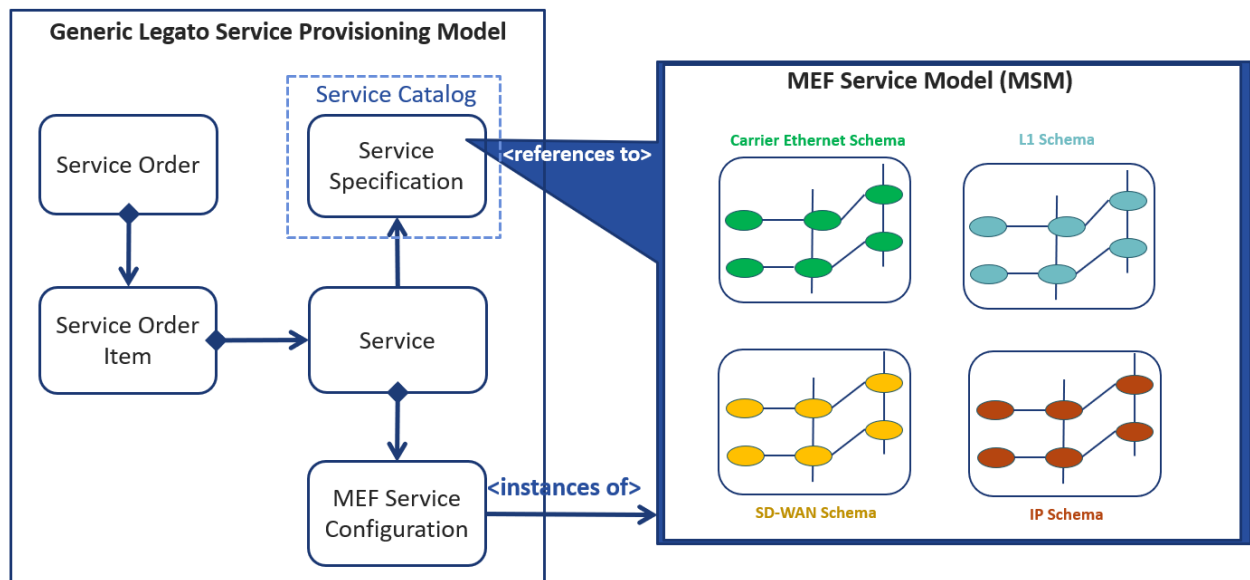 Generic Legato Service Provisioning Model
Service Catalog
Service Order
Service
Specification
Service Order
Item
Service
MEF Service
Configuration
<references to>
<instances of>
MEF Service Model (MSM)
Carrier Ethernet Schema
L1 Schema
SD-WAN Schema
IP Schema